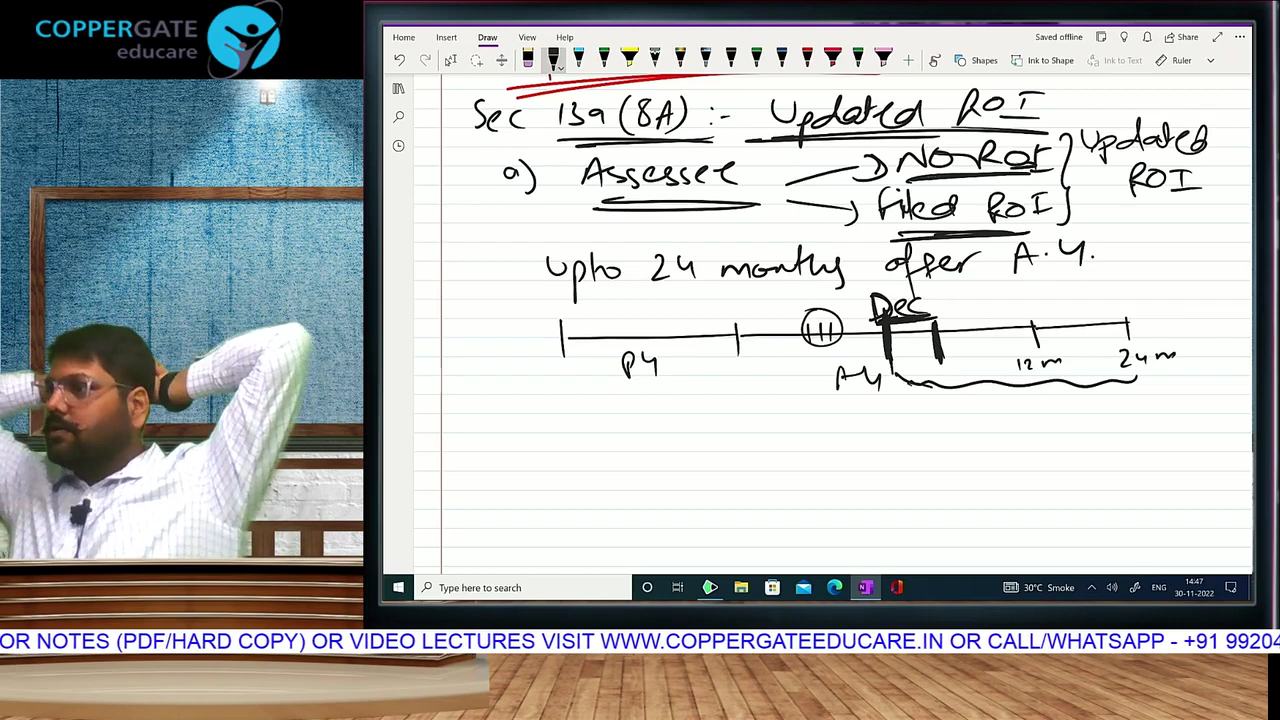 COPPERGATE
educare
Home Insert Draw View Help
Saved offline
Share
Shapes
Ink to Shape
Ink to Text
Ruler
Sec 139(8A) :- Updated ROI
a) Assessee
NO ROI
Filed ROI
Updated
ROI
upto 24 months after A.Y.
Dec
PY
AY
12m
24m
Type here to search
30°C Smoke
ENG
14:47
30-11-2022
OR NOTES (PDF/HARD COPY) OR VIDEO LECTURES VISIT WWW.COPPERGATEEDUCARE.IN OR CALL/WHATSAPP - +91 99204